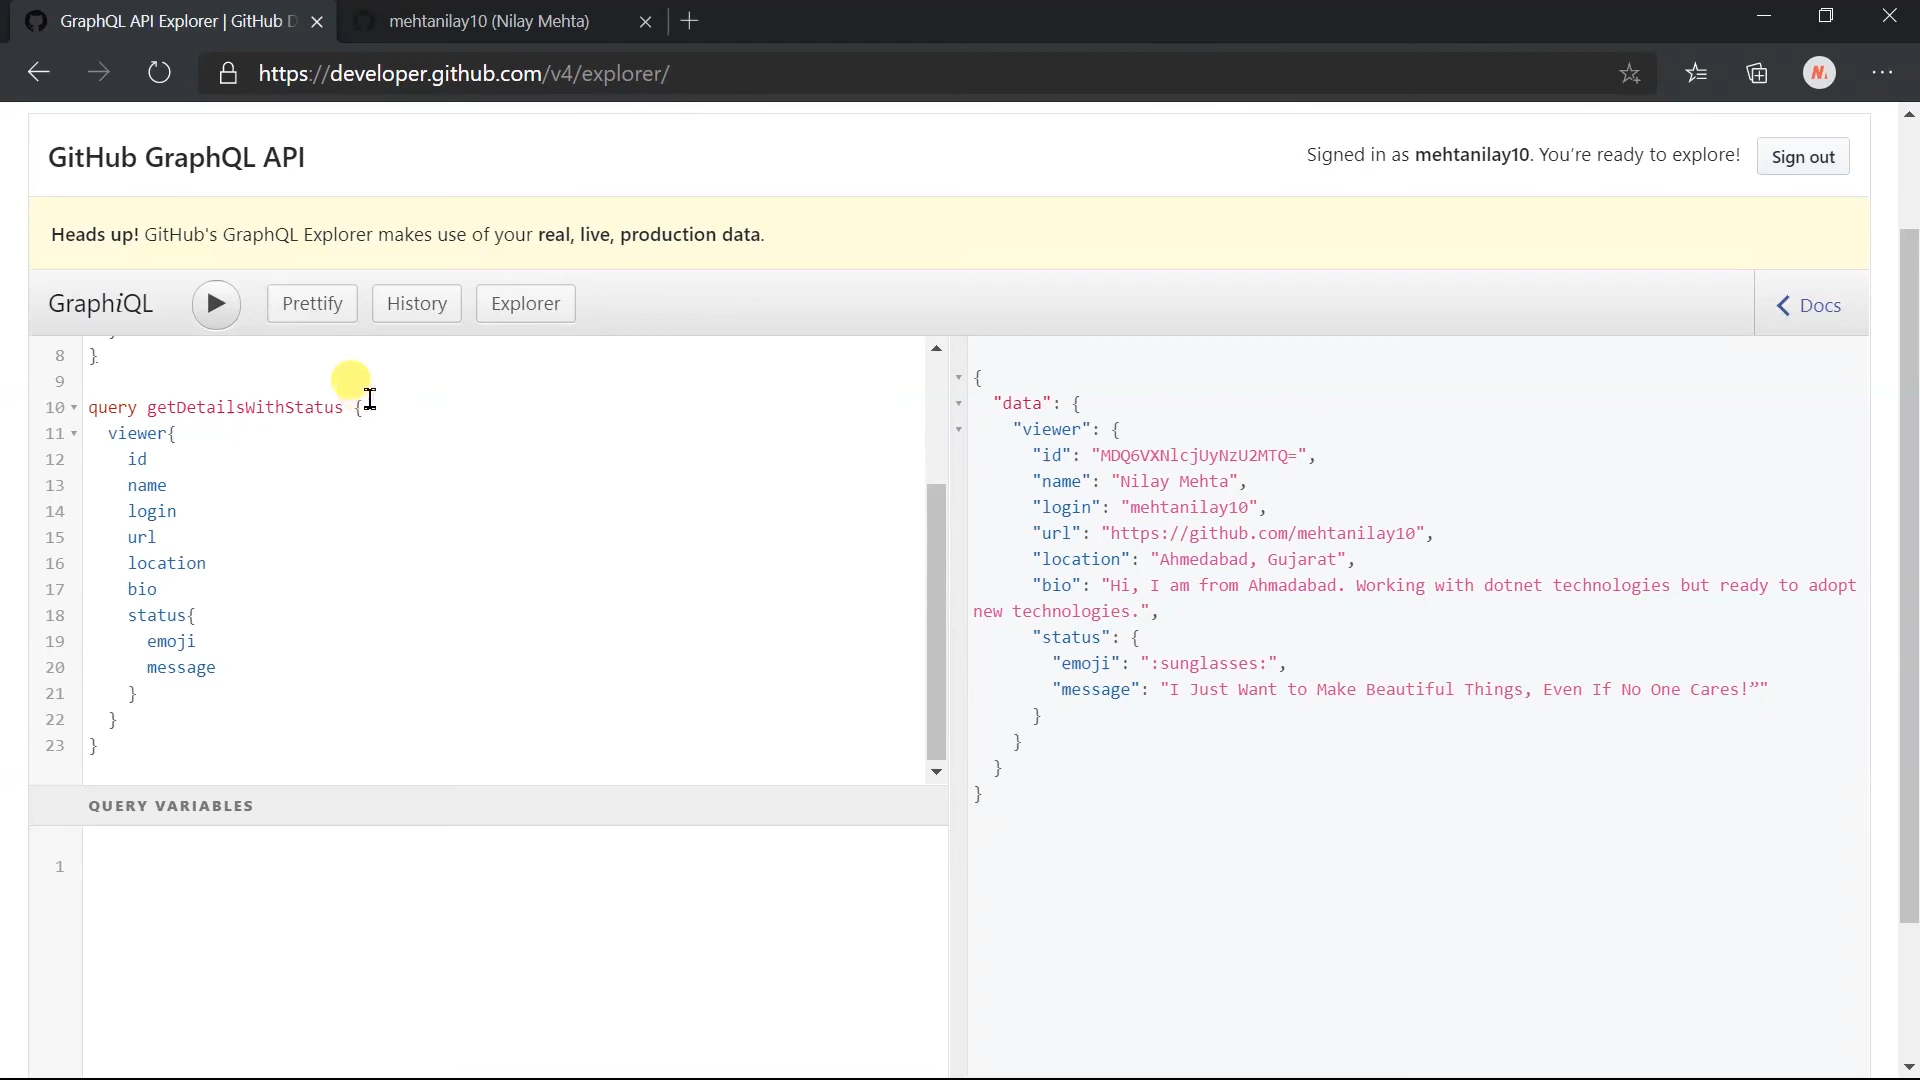 GraphQL API Explorer | GitHub D
mehtanilay10 (Nilay Mehta)
https://developer.github.com/v4/explorer/
GitHub GraphQL API
Signed in as mehtanilay10. You're ready to explore!
Sign out
Heads up! GitHub's GraphQL Explorer makes use of your real, live, production data.
GraphiQL
Prettify
History
Explorer
Docs
8 }
9
10 query getDetailsWithStatus {
11 viewer{
12 id
13 name
14 login
15 url
16 location
17 bio
18 status{
19 emoji
20 message
21 }
22 }
23 }
QUERY VARIABLES
1
{
"data": {
"viewer": {
"id": "MDQ6VXNlcjUyNzU2MTQ=",
"name": "Nilay Mehta",
"login": "mehtanilay10",
"url": "https://github.com/mehtanilay10",
"location": "Ahmedabad, Gujarat",
"bio": "Hi, I am from Ahmadabad. Working with dotnet technologies but ready to adopt
new technologies.",
"status": {
"emoji": ":sunglasses:",
"message": "I Just Want to Make Beautiful Things, Even If No One Cares!”"
}
}
}
}